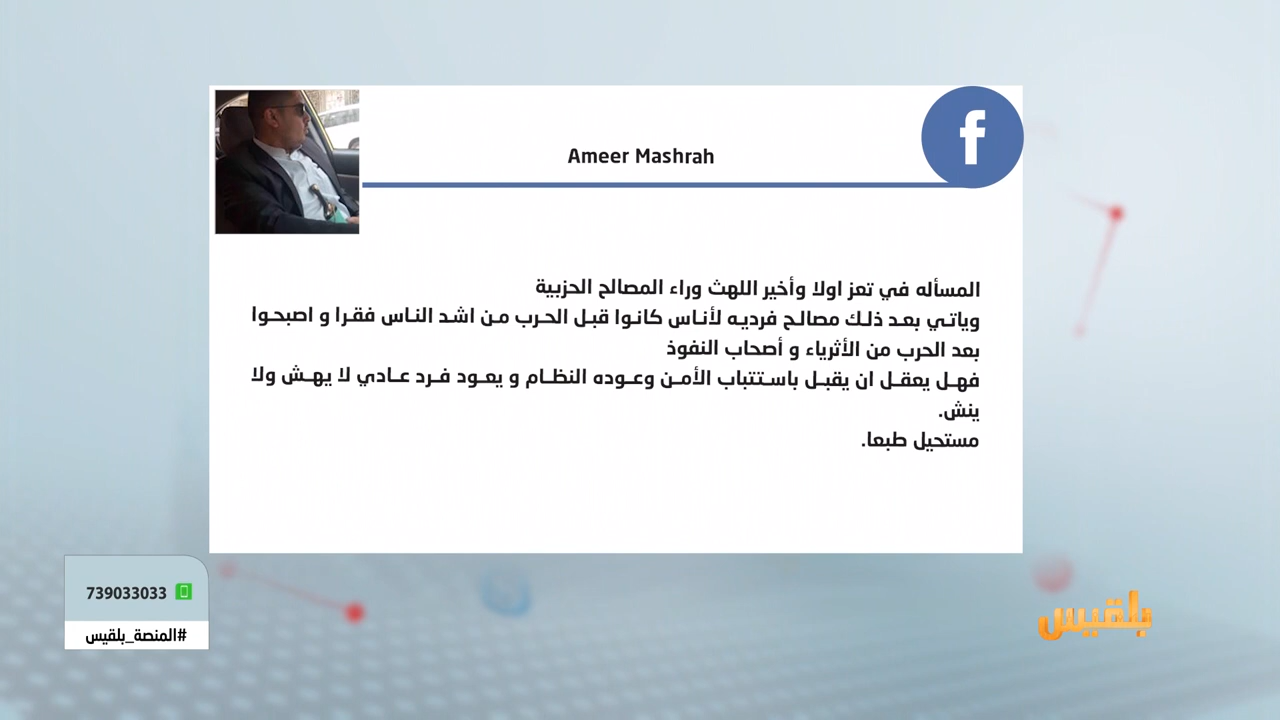 Ameer Mashrah
f
المسأله في تعز اولا وأخير اللهث وراء المصالح الحزبية
وياتي بعد ذلك مصالح فرديه لأناس كانوا قبل الحرب من اشد الناس فقرا و اصبحوا
بعد الحرب من الأثرياء و أصحاب النفوذ
فهل يعقل ان يقبل باستتباب الأمن وعوده النظام و يعود فرد عادي لا يهش ولا
ينش.
مستحيل طبعا.
739033033
#المنصة_بلقيس
بلقيس